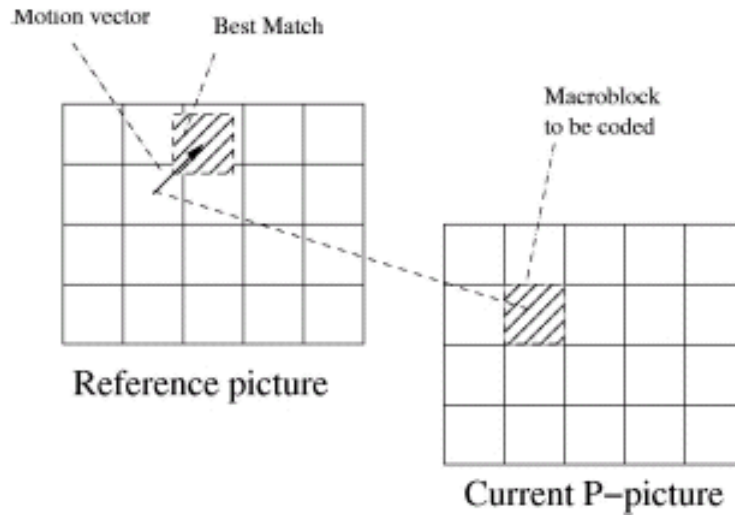 Motion vector
Best Match
Macroblock
to be coded
Reference picture
Current P-picture